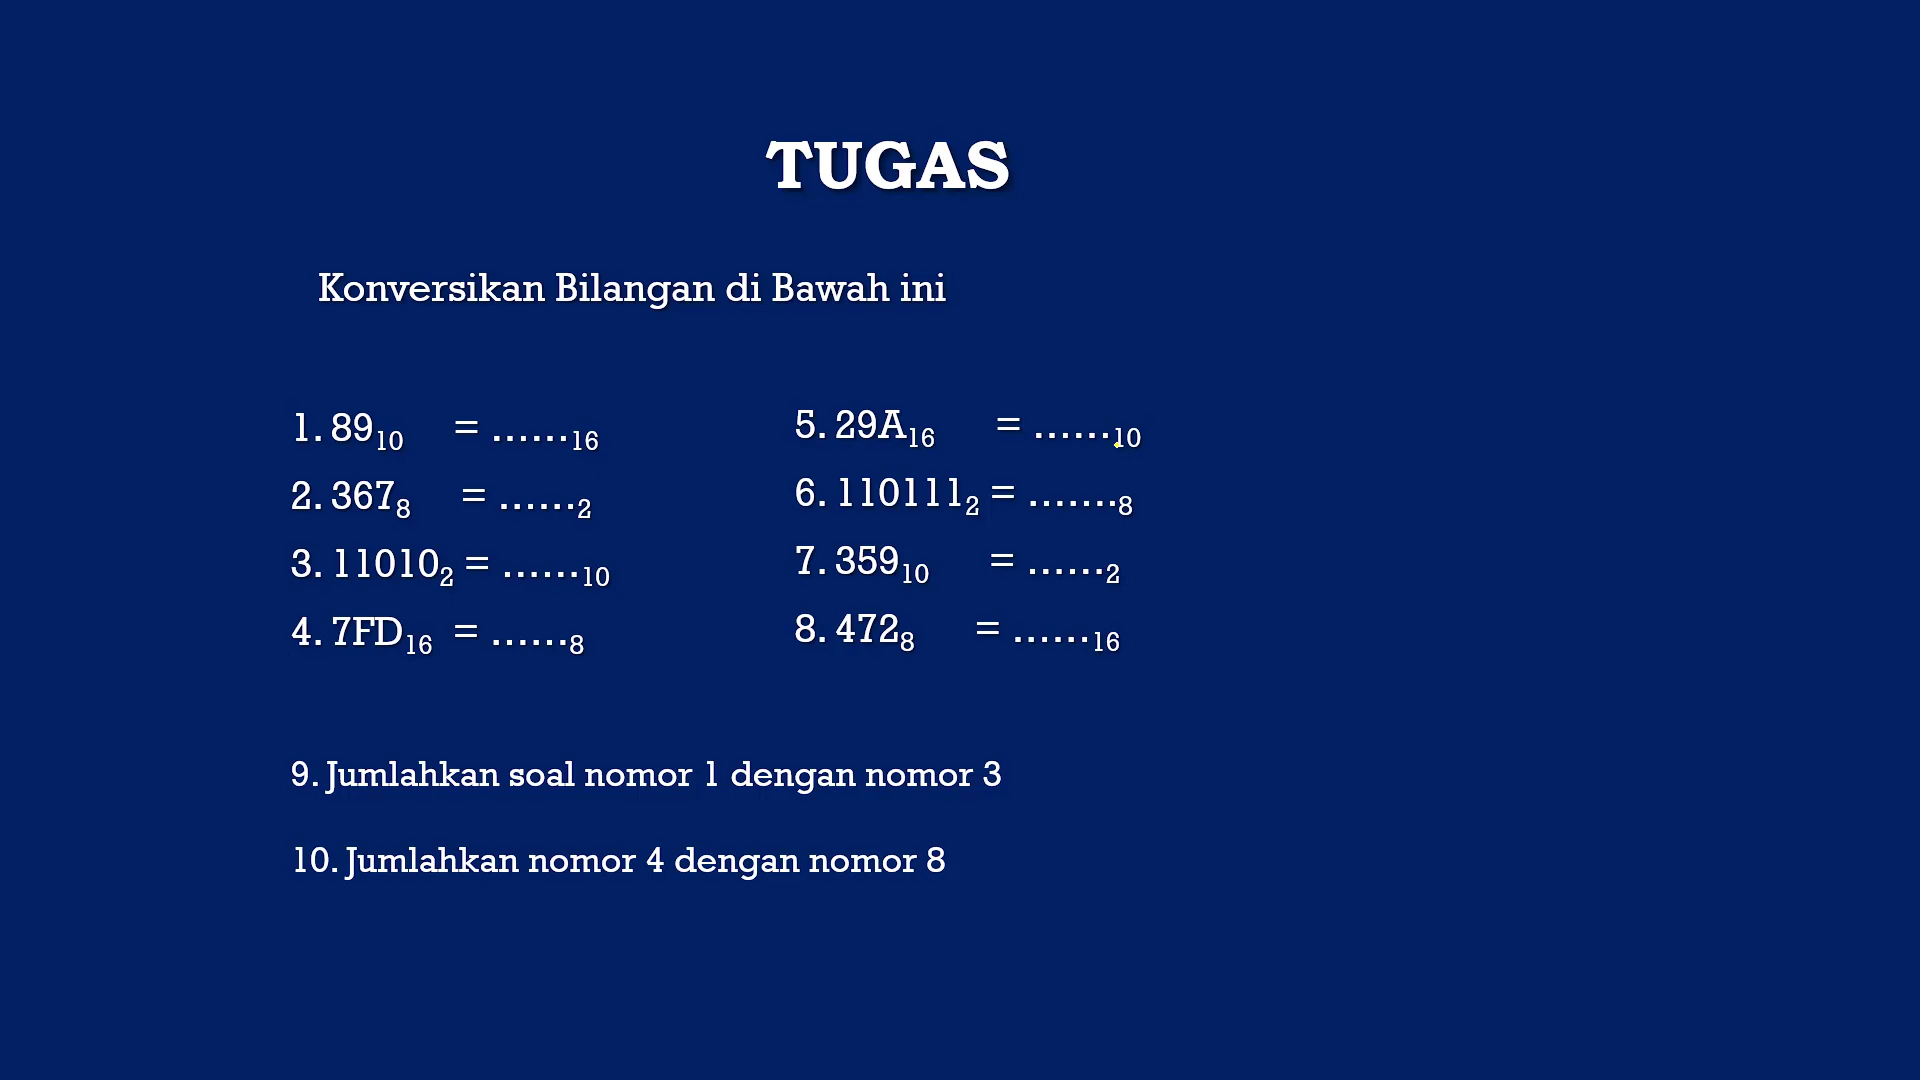 TUGAS
Konversikan Bilangan di Bawah ini
1. 89₁₀ = ......₁₆
2. 367₈ = ......₂
3. 11010₂ = ......₁₀
4. 7FD₁₆ = ......₈
5. 29A₁₆ = ......₁₀
6. 110111₂ = .......₈
7. 359₁₀ = ......₂
8. 472₈ = ......₁₆
9. Jumlahkan soal nomor 1 dengan nomor 3
10. Jumlahkan nomor 4 dengan nomor 8